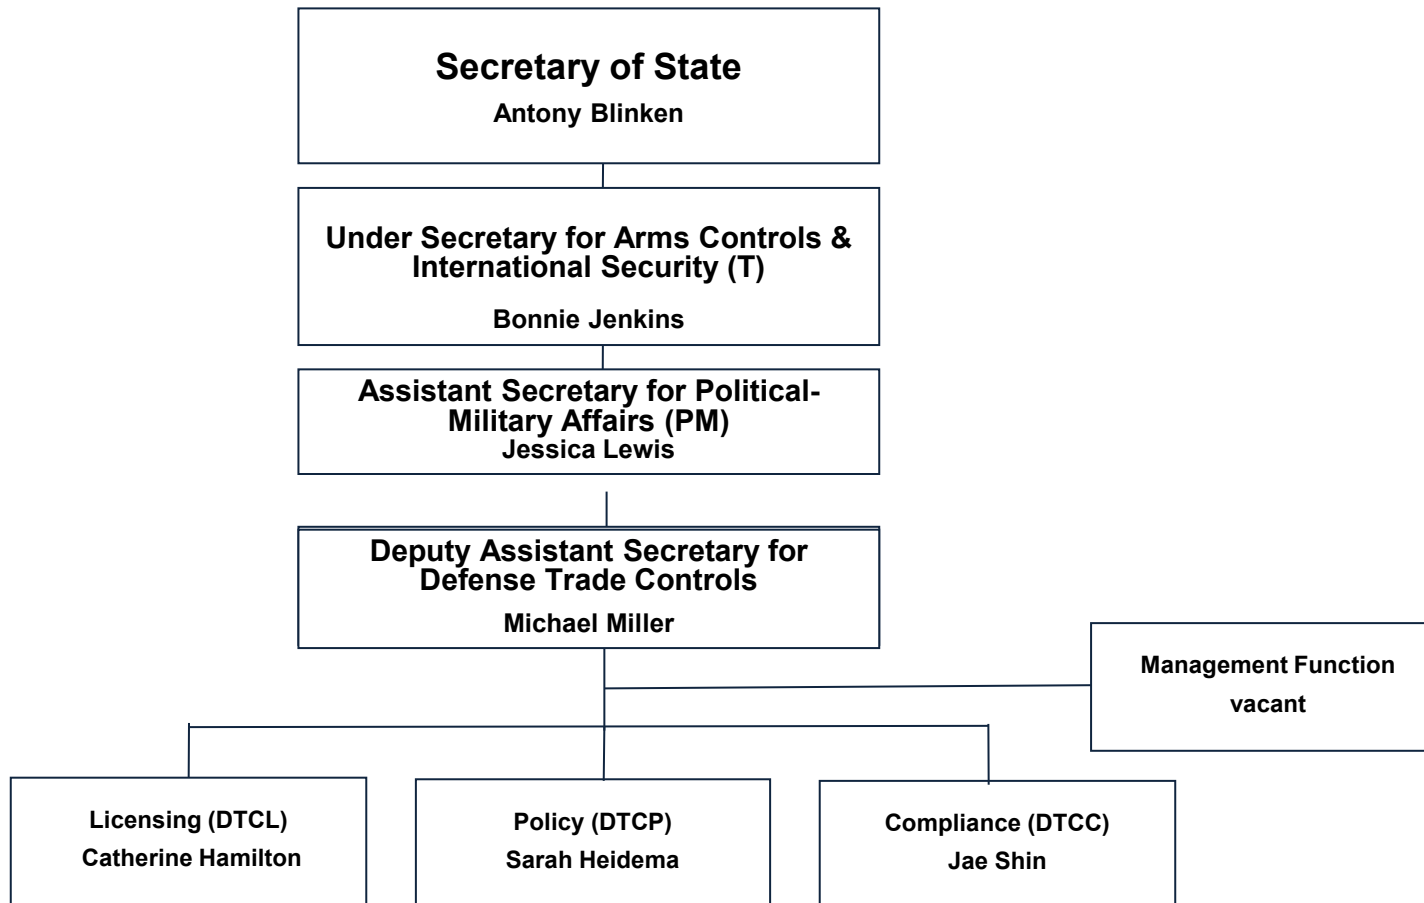 Secretary of State
Antony Blinken
Under Secretary for Arms Controls &
International Security (T)
Bonnie Jenkins
Assistant Secretary for Political-
Military Affairs (PM)
Jessica Lewis
Deputy Assistant Secretary for
Defense Trade Controls
Michael Miller
Management Function
vacant
Licensing (DTCL)
Catherine Hamilton
Policy (DTCP)
Sarah Heidema
Compliance (DTCC)
Jae Shin